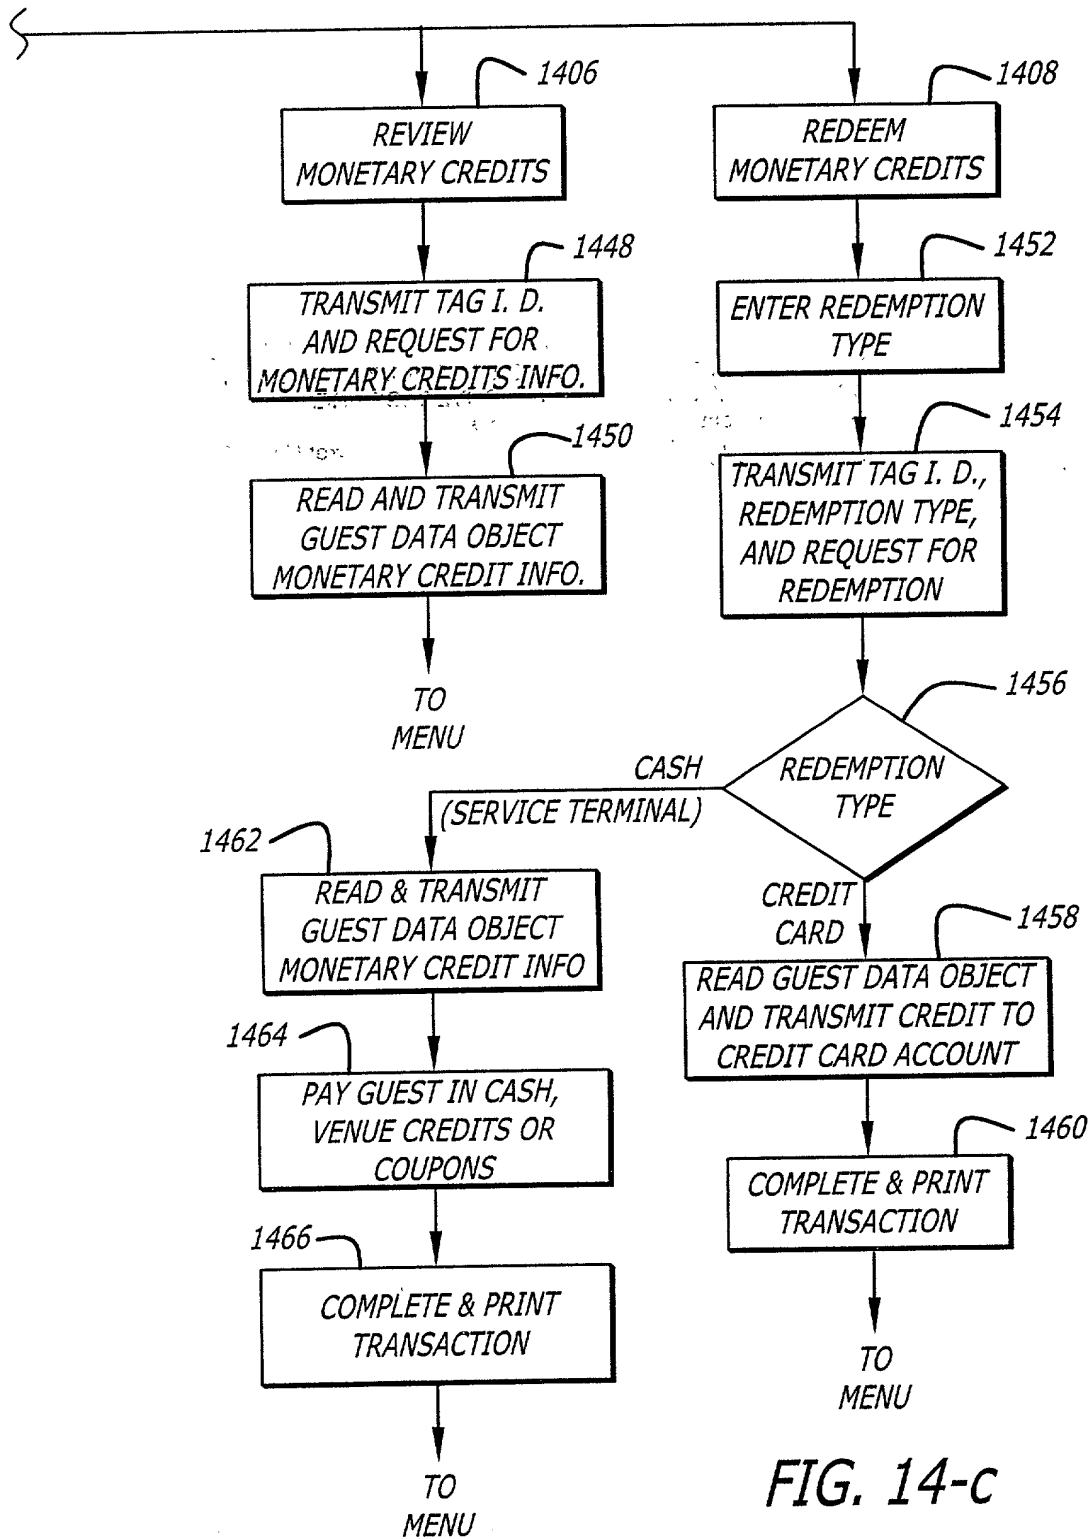 1406
REVIEW
MONETARY CREDITS
1408
REDEEM
MONETARY CREDITS
1448
TRANSMIT TAG I. D.
AND REQUEST FOR
MONETARY CREDITS INFO.
1452
ENTER REDEMPTION
TYPE
1450
READ AND TRANSMIT
GUEST DATA OBJECT
MONETARY CREDIT INFO.
1454
TRANSMIT TAG I. D.,
REDEMPTION TYPE,
AND REQUEST FOR
REDEMPTION
TO
MENU
1456
REDEMPTION
TYPE
CASH
(SERVICE TERMINAL)
CREDIT
CARD
1462
READ & TRANSMIT
GUEST DATA OBJECT
MONETARY CREDIT INFO
1458
READ GUEST DATA OBJECT
AND TRANSMIT CREDIT TO
CREDIT CARD ACCOUNT
1464
PAY GUEST IN CASH,
VENUE CREDITS OR
COUPONS
1460
COMPLETE & PRINT
TRANSACTION
1466
COMPLETE & PRINT
TRANSACTION
TO
MENU
TO
MENU
FIG. 14-c